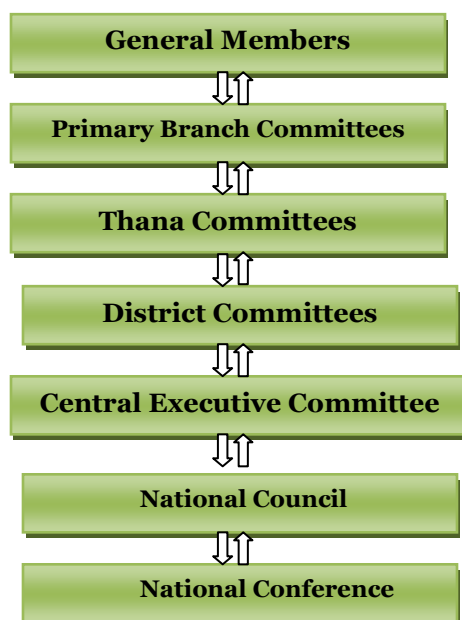 General Members
Primary Branch Committees
Thana Committees
District Committees
Central Executive Committee
National Council
National Conference